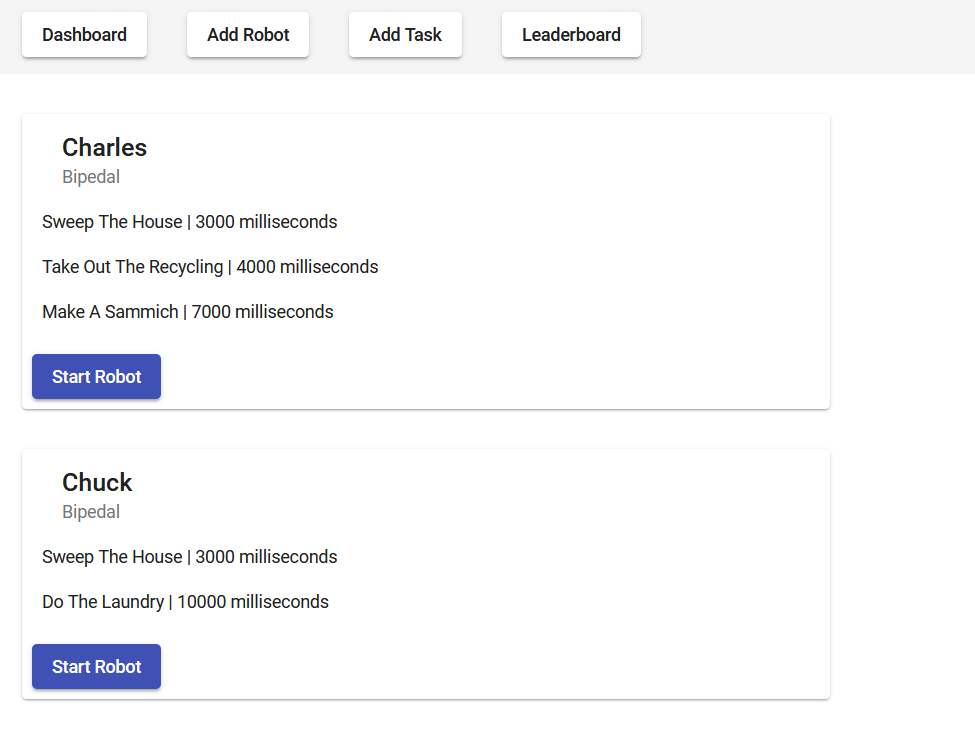 Dashboard Add Robot Add Task Leaderboard
Charles
Bipedal
Sweep The House | 3000 milliseconds
Take Out The Recycling | 4000 milliseconds
Make A Sammich | 7000 milliseconds
Start Robot
Chuck
Bipedal
Sweep The House | 3000 milliseconds
Do The Laundry | 10000 milliseconds
Start Robot